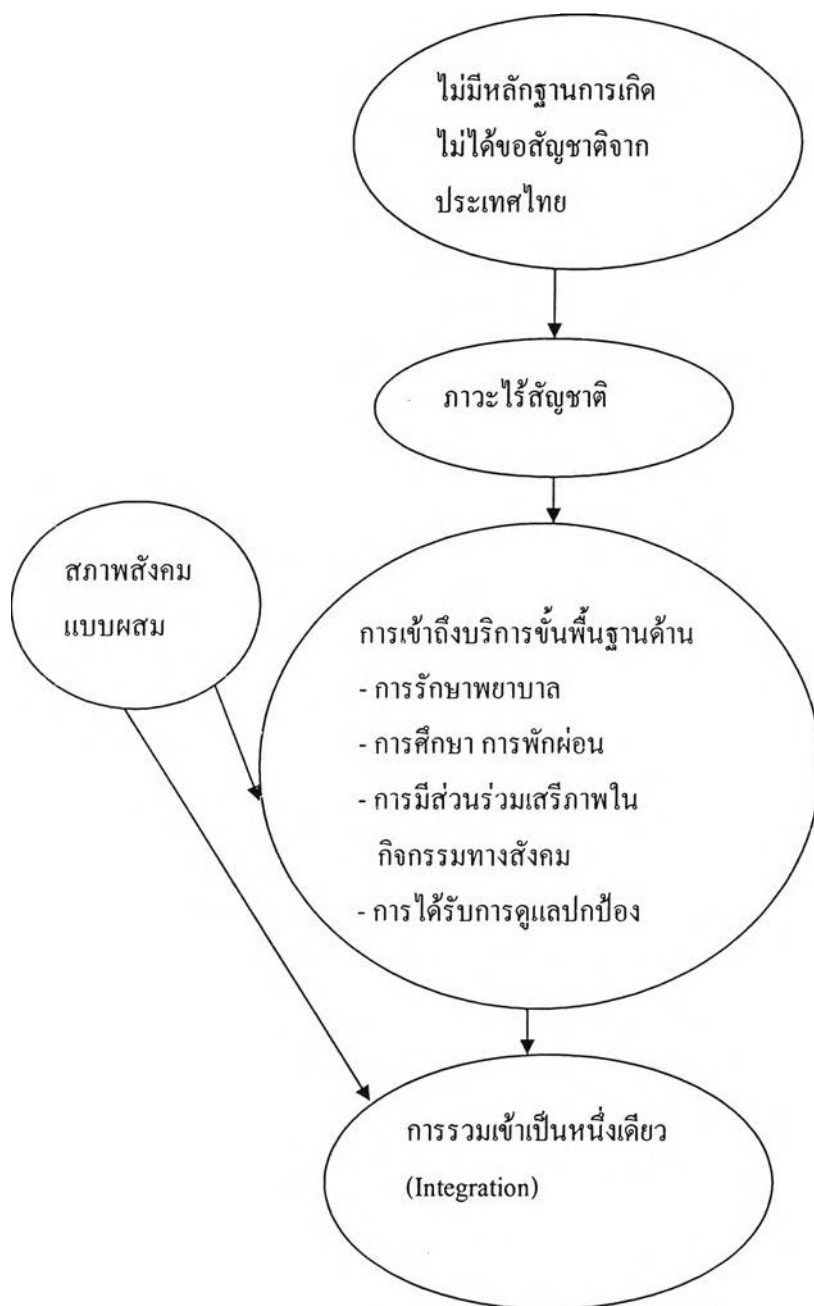 ไม่มีหลักฐานการเกิด
ไม่ได้ขอสัญชาติจาก
ประเทศไทย
ภาวะไร้สัญชาติ
สภาพสังคม
แบบผสม
การเข้าถึงบริการขั้นพื้นฐานด้าน
- การรักษาพยาบาล
- การศึกษา การพักผ่อน
- การมีส่วนร่วมเสรีภาพใน
กิจกรรมทางสังคม
- การได้รับการดูแลปกป้อง
การรวมเข้าเป็นหนึ่งเดียว
(Integration)